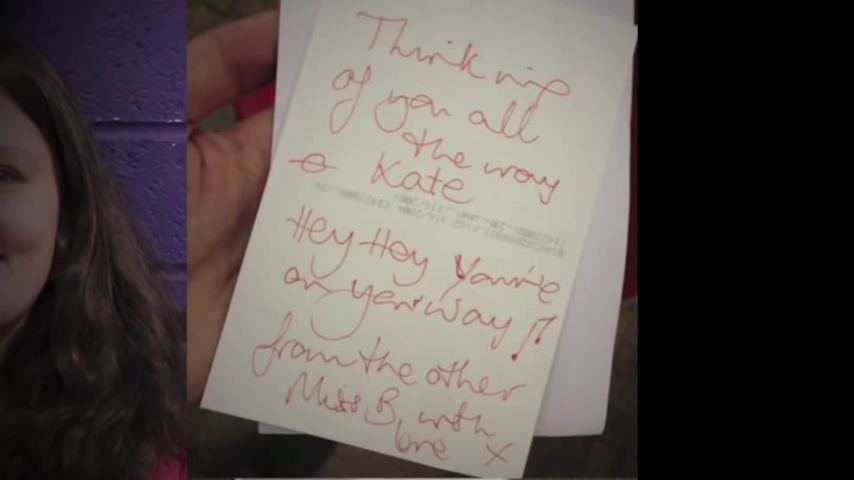 Thinking
of you all
the way
Kate
Hey Hey You're
on yer way
from the other
Miss B, with
love x